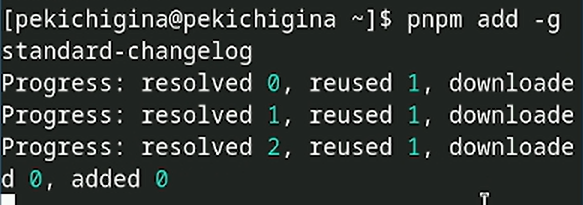 [pekichigina@pekichigina ~]$ pnpm add -g
standard-changelog
Progress: resolved 0, reused 1, downloade
Progress: resolved 1, reused 1, downloade
Progress: resolved 2, reused 1, downloade
d 0, added 0